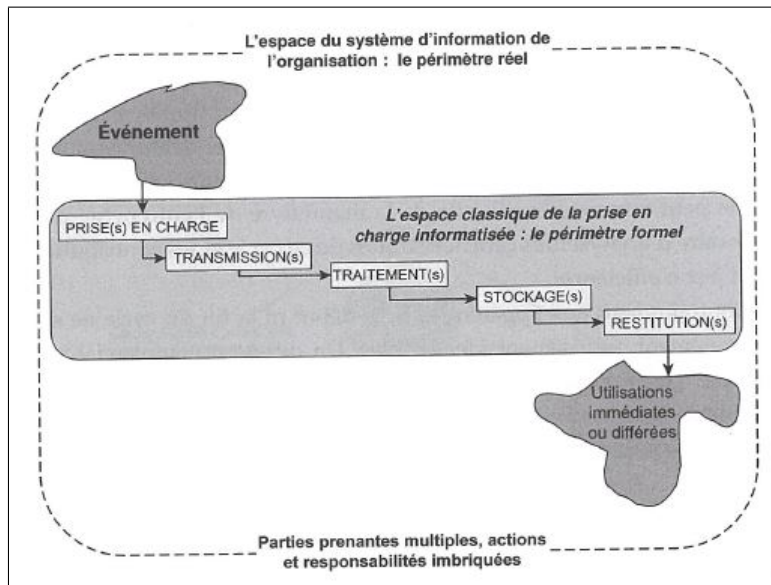 L'espace du système d'information de
l'organisation : le périmètre réel
Événement
L'espace classique de la prise en
charge informatisée : le périmètre formel
PRISE(s) EN CHARGE
TRANSMISSION(s)
TRAITEMENT(s)
STOCKAGE(s)
RESTITUTION(s)
Utilisations
immédiates
ou différées
Parties prenantes multiples, actions
et responsabilités imbriquées